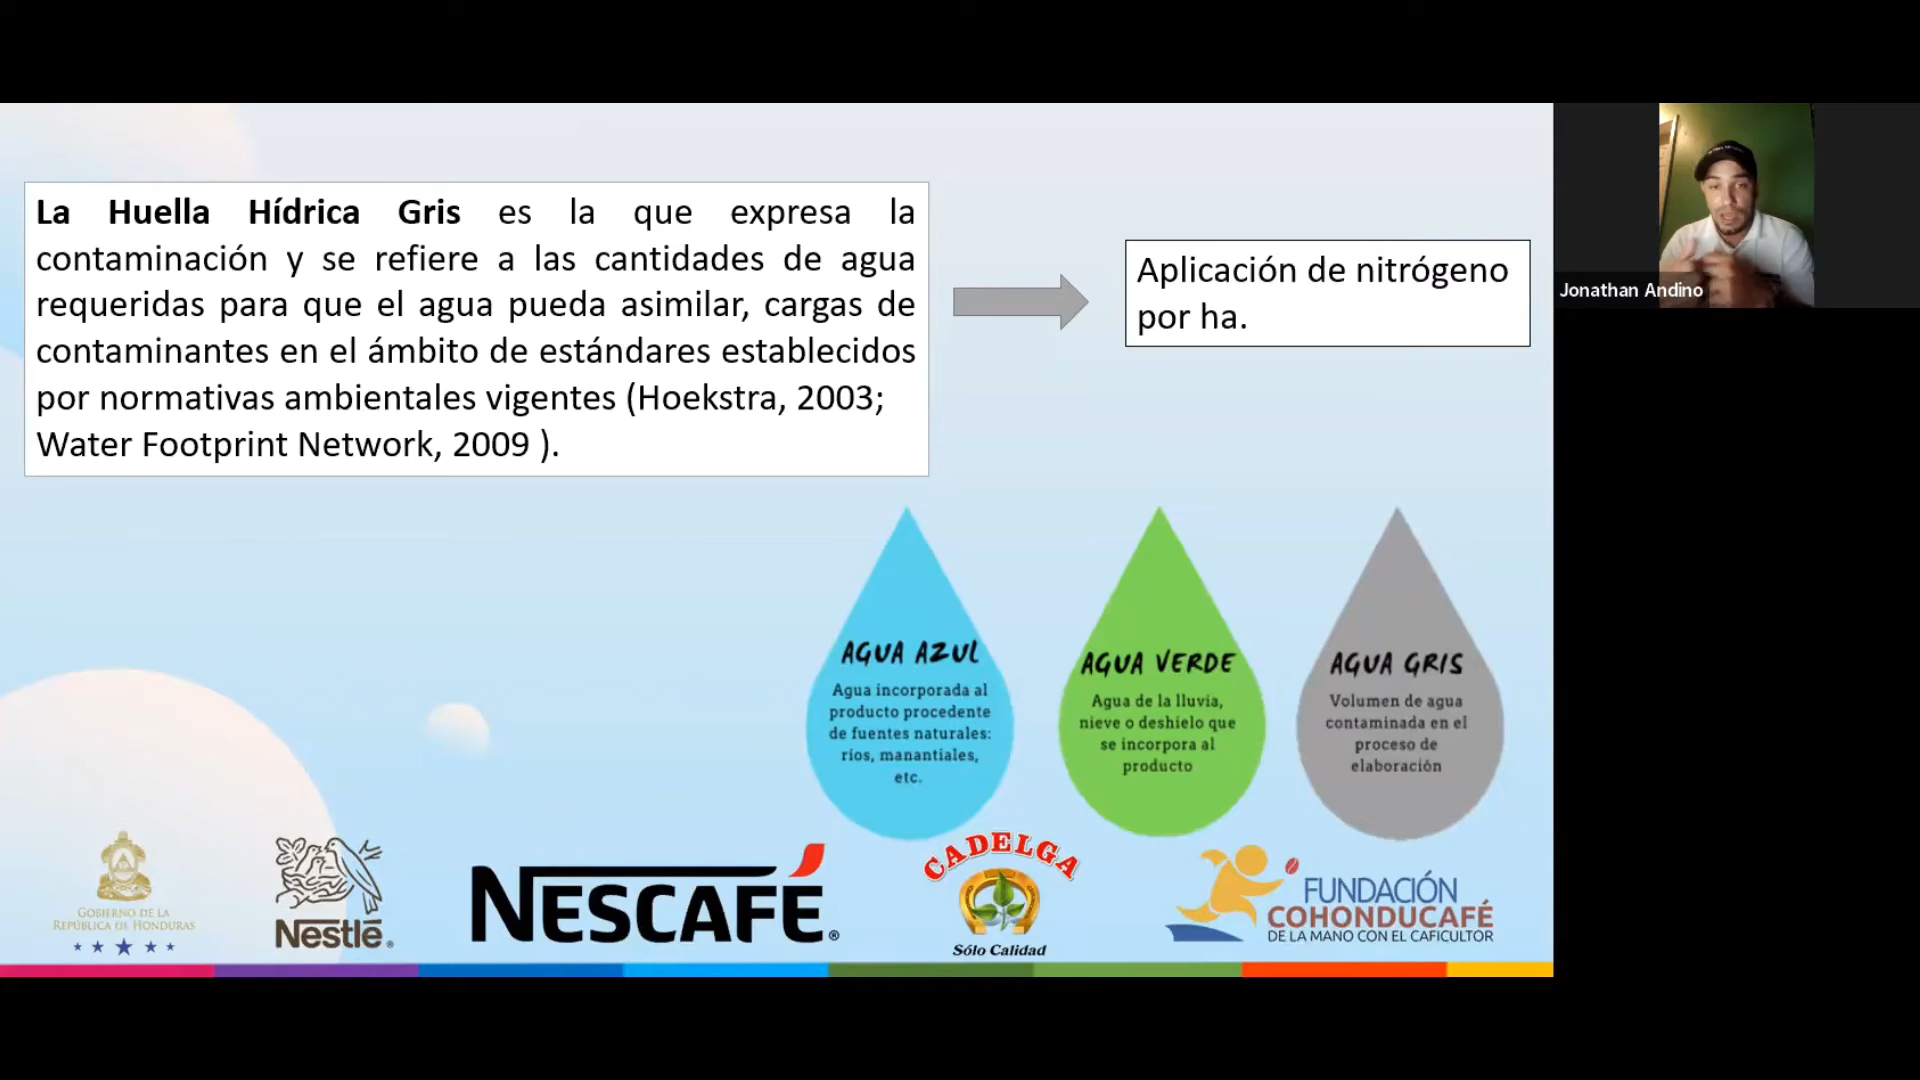 La Huella Hídrica Gris es la que expresa la
contaminación y se refiere a las cantidades de agua
requeridas para que el agua pueda asimilar, cargas de
contaminantes en el ámbito de estándares establecidos
por normativas ambientales vigentes (Hoekstra, 2003;
Water Footprint Network, 2009 ).
Aplicación de nitrógeno
por ha.
Jonathan Andino
AGUA AZUL
Agua incorporada al
producto procedente
de fuentes naturales:
ríos, manantiales,
etc.
AGUA VERDE
Agua de la lluvia,
nieve o deshielo que
se incorpora al
producto
AGUA GRIS
Volumen de agua
contaminada en el
proceso de
elaboración
GOBIERNO DE LA
REPÚBLICA DE HONDURAS
Nestlé®
NESCAFÉ®
CADELGA
Sólo Calidad
FUNDACIÓN
COHONDUCAFÉ
DE LA MANO CON EL CAFICULTOR